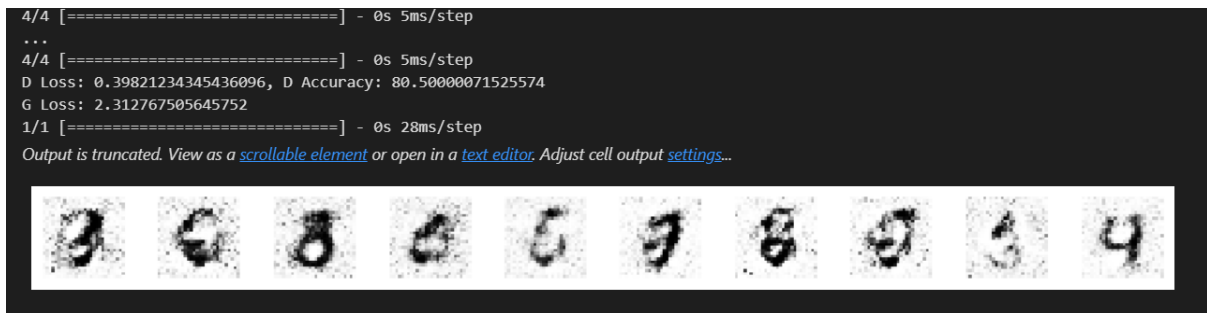 4/4 [==============================] - 0s 5ms/step
...
4/4 [==============================] - 0s 5ms/step
D Loss: 0.39821234345436096, D Accuracy: 80.50000071525574
G Loss: 2.312767505645752
1/1 [==============================] - 0s 28ms/step
Output is truncated. View as a scrollable element or open in a text editor. Adjust cell output settings...